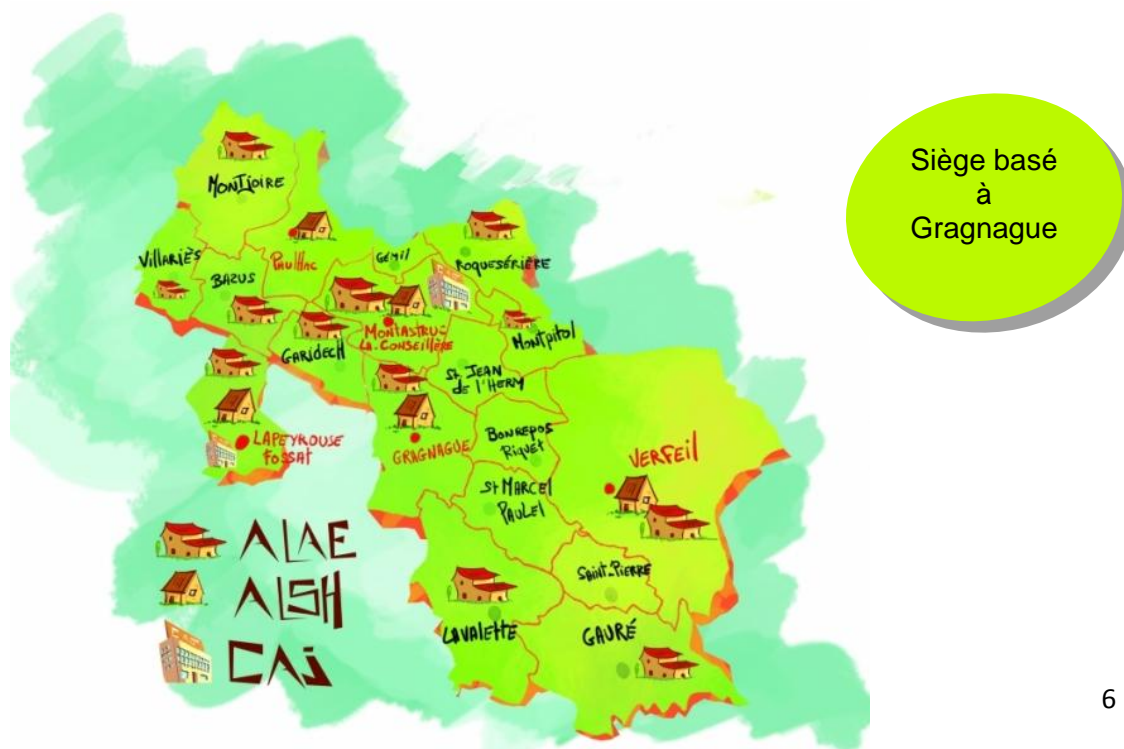 Siège basé
à
Gragnague
MONTJOIRE
VillariÈs
BAZUS
PAULHAC
GÉMIL
ROQUESÉRIÈRE
GARIDECH
MONTASTRUC
LA-CONSEILLÈRE
MONTPITOL
St JEAN
de l'HERM
LAPEYROUSE
FOSSAT
GRAGNAGUE
BONREPOS
RIQUET
VERFEIL
St MARCEL
PAULEL
SAINT-PIERRE
LAVALETTE
GAURÉ
ALAE
ALSH
CAJ
6